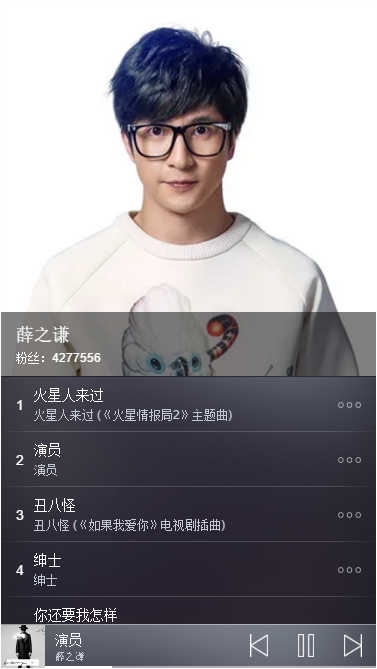 薛之谦
粉丝：4277556
1
火星人来过
火星人来过 (《火星情报局2》主题曲)
2
演员
演员
3
丑八怪
丑八怪 (《如果我爱你》电视剧插曲)
4
绅士
绅士
你还要我怎样
演员
薛之谦